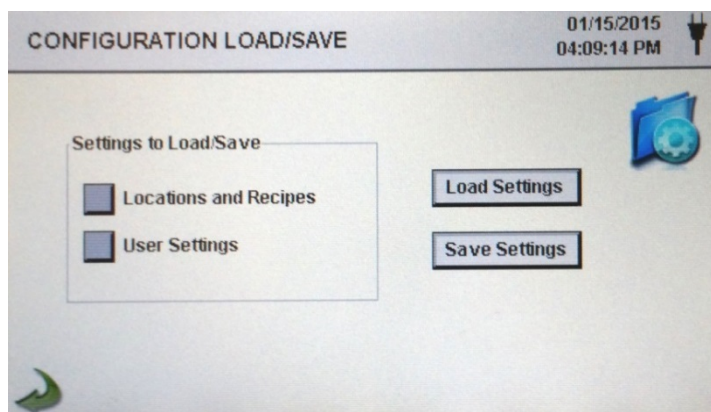 CONFIGURATION LOAD/SAVE
01/15/2015
04:09:14 PM
Settings to Load/Save
Locations and Recipes
User Settings
Load Settings
Save Settings